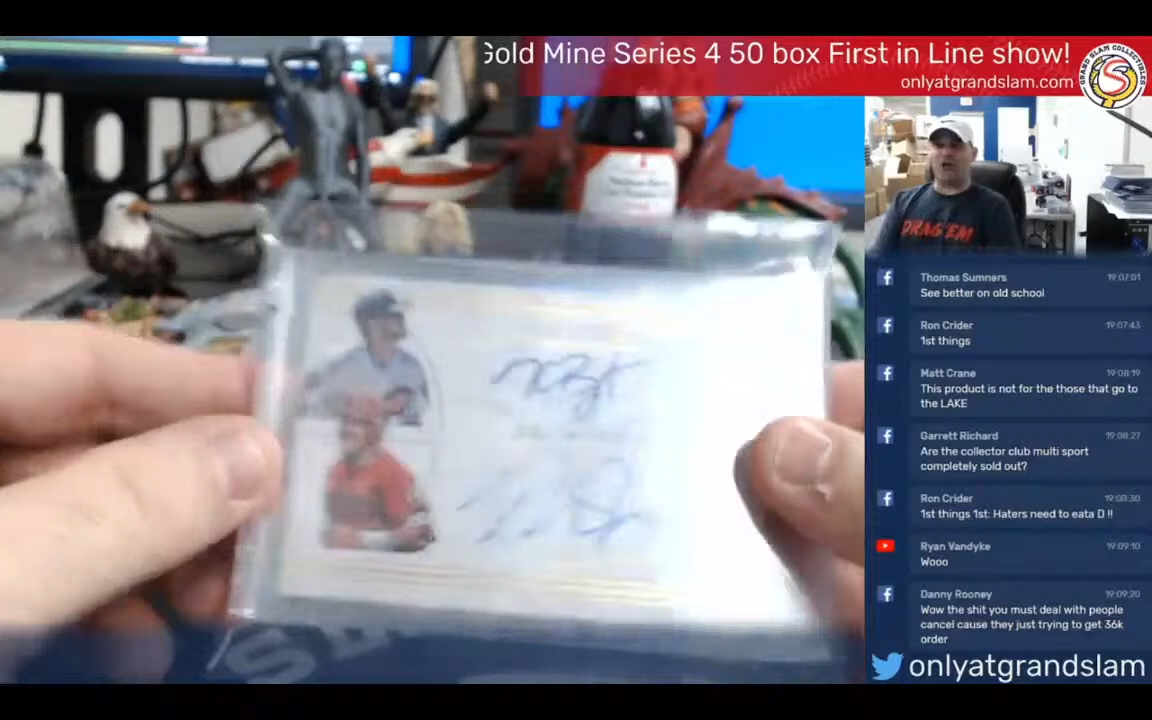 Gold Mine Series 4 50 box First in Line show!
onlyatgrandslam.com
GRAND SLAM COLLECTIBLES
DRAG'EM
Thomas Sumners 19:07:01
See better on old school
Ron Crider 19:07:43
1st things
Matt Crane 19:08:19
This product is not for the those that go to
the LAKE
Garrett Richard 19:08:27
Are the collector club multi sport
completely sold out?
Ron Crider 19:08:30
1st things 1st: Haters need to eata D !!
Ryan Vandyke 19:09:10
Wooo
Danny Rooney 19:09:20
Wow the shit you must deal with people
cancel cause they just trying to get 36k
order
onlyatgrandslam